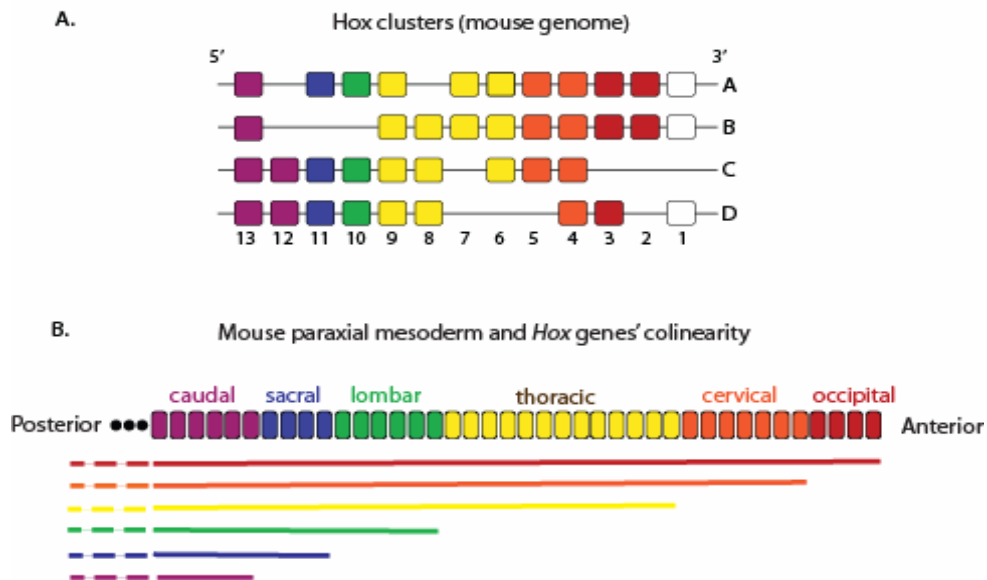 A.
Hox clusters (mouse genome)
5′ 3′
A
B
C
D
13 12 11 10 9 8 7 6 5 4 3 2 1
B.
Mouse paraxial mesoderm and Hox genes’ colinearity
caudal sacral lombar thoracic cervical occipital
Posterior Anterior